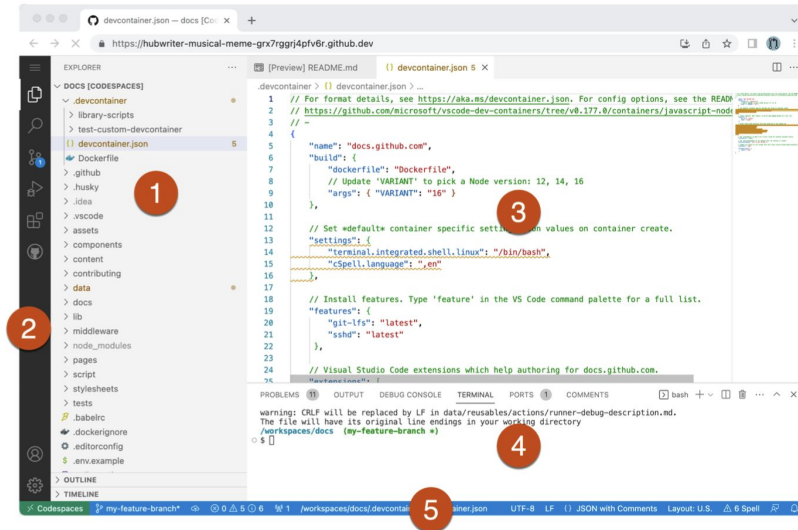 devcontainer.json — docs [Cod
https://hubwriter-musical-meme-grx7rggrj4pfv6r.github.dev
EXPLORER
DOCS [CODESPACES]
.devcontainer
library-scripts
test-custom-devcontainer
devcontainer.json 5
Dockerfile
.github
.husky
.idea
.vscode
assets
components
content
contributing
data
docs
lib
middleware
node_modules
pages
script
stylesheets
tests
.babelrc
.dockerignore
.editorconfig
.env.example
OUTLINE
TIMELINE
1
2
[Preview] README.md
{} devcontainer.json 5
.devcontainer > {} devcontainer.json > ...
1 // For format details, see https://aka.ms/devcontainer.json. For config options, see the READM
2 // https://github.com/microsoft/vscode-dev-containers/tree/v0.177.0/containers/javascript-node
3 // -
4 {
5 "name": "docs.github.com",
6 "build": {
7 "dockerfile": "Dockerfile",
8 // Update 'VARIANT' to pick a Node version: 12, 14, 16
9 "args": { "VARIANT": "16" }
10 },
11
12 // Set *default* container specific settin on values on container create.
13 "settings": {
14 "terminal.integrated.shell.linux": "/bin/bash",
15 "cSpell.language": ",en"
16 },
17
18 // Install features. Type 'feature' in the VS Code command palette for a full list.
19 "features": {
20 "git-lfs": "latest",
21 "sshd": "latest"
22 },
23
24 // Visual Studio Code extensions which help authoring for docs.github.com.
25 "extensions": [
3
PROBLEMS 11 OUTPUT DEBUG CONSOLE TERMINAL PORTS 1 COMMENTS bash
warning: CRLF will be replaced by LF in data/reusables/actions/runner-debug-description.md.
The file will have its original line endings in your working directory
/workspaces/docs (my-feature-branch *)
$
4
Codespaces my-feature-branch* 0 5 6 1 /workspaces/docs/.devcontai ainer.json UTF-8 LF {} JSON with Comments Layout: U.S. 6 Spell
5